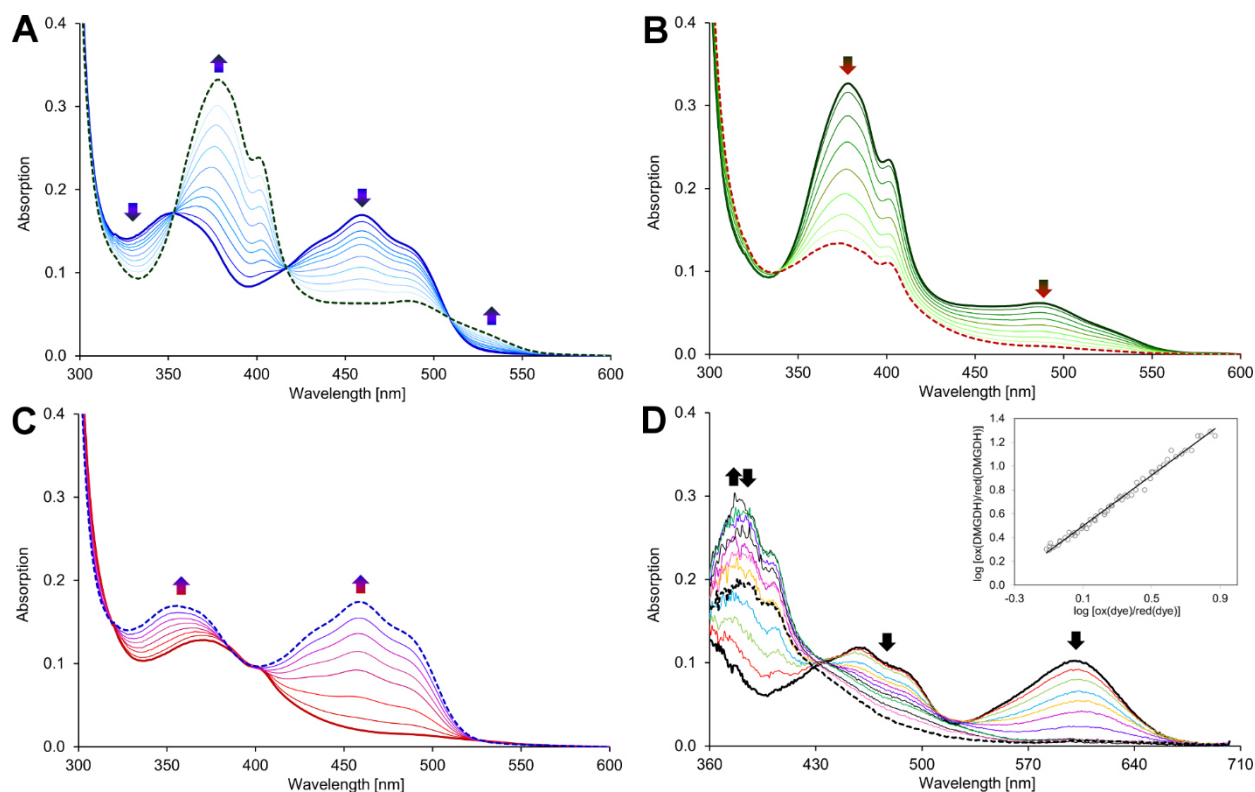 A
0.4
0.3
0.2
0.1
0.0
Absorption
300 350 400 450 500 550 600
Wavelength [nm]
B
0.4
0.3
0.2
0.1
0.0
Absorption
300 350 400 450 500 550 600
Wavelength [nm]
C
0.4
0.3
0.2
0.1
0.0
Absorption
300 350 400 450 500 550 600
Wavelength [nm]
D
0.4
0.3
0.2
0.1
0.0
Absorption
360 430 500 570 640 710
Wavelength [nm]
log [ox(DMGDH)/red(DMGDH)]
1.4
1.2
1.0
0.8
0.6
0.4
0.2
0.0
-0.3 0.1 0.5 0.9
log [ox(dye)/red(dye)]